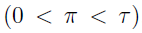 (0 < π < τ)